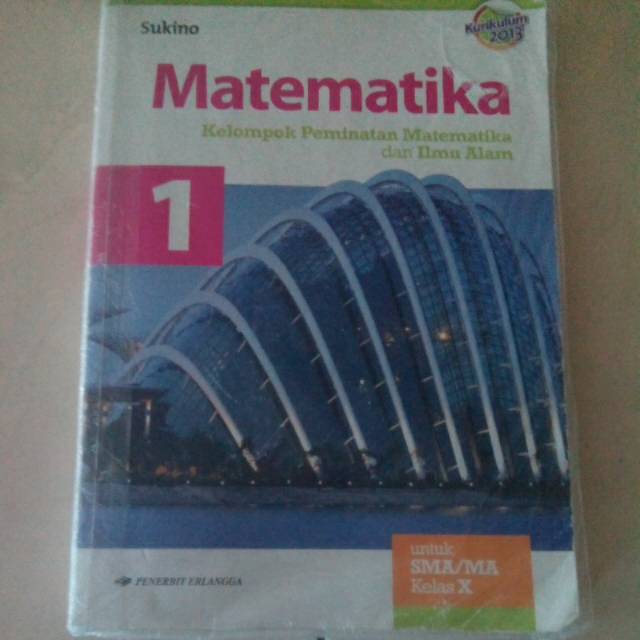 Sukino
Kurikulum
2013
Matematika
Kelompok Peminatan Matematika
dan Ilmu Alam
1
untuk
SMA/MA
Kelas X
PENERBIT ERLANGGA